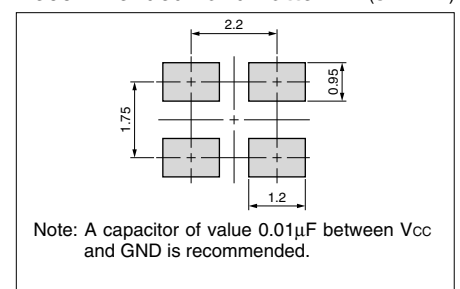 2.2
0.95
1.75
1.2
Note: A capacitor of value 0.01μF between Vcc
and GND is recommended.